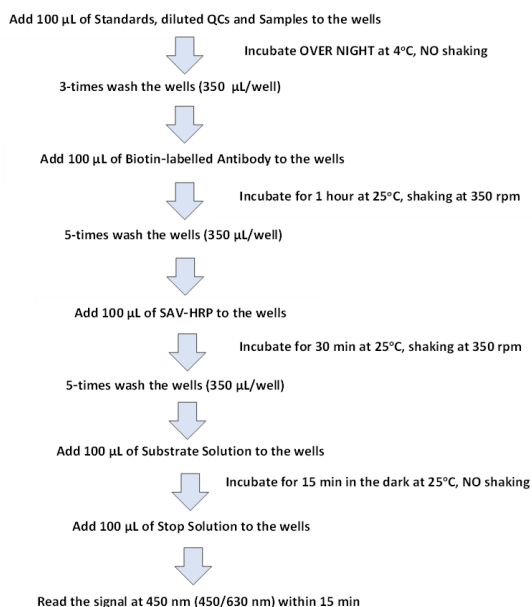 Add 100 µL of Standards, diluted QCs and Samples to the wells
Incubate OVER NIGHT at 4°C, NO shaking
3-times wash the wells (350 µL/well)
Add 100 µL of Biotin-labelled Antibody to the wells
Incubate for 1 hour at 25°C, shaking at 350 rpm
5-times wash the wells (350 µL/well)
Add 100 µL of SAV-HRP to the wells
Incubate for 30 min at 25°C, shaking at 350 rpm
5-times wash the wells (350 µL/well)
Add 100 µL of Substrate Solution to the wells
Incubate for 15 min in the dark at 25°C, NO shaking
Add 100 µL of Stop Solution to the wells
Read the signal at 450 nm (450/630 nm) within 15 min